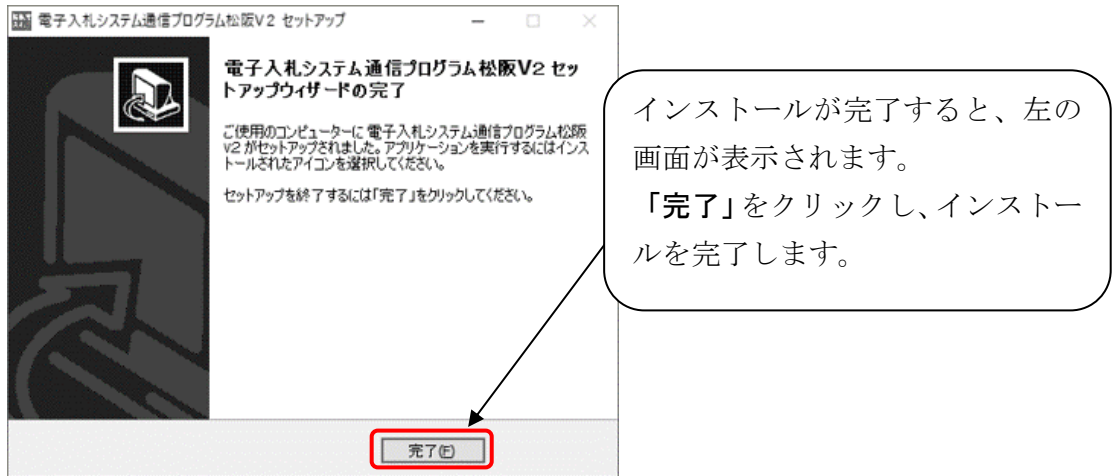 電子入札システム通信プログラム松阪V2 セットアップ
電子入札システム通信プログラム松阪V2 セッ
トアップウィザードの完了
ご使用のコンピューターに 電子入札システム通信プログラム松阪
V2 がセットアップされました。アプリケーションを実行するにはインス
トールされたアイコンを選択してください。
セットアップを終了するには「完了」をクリックしてください。
完了(F)
インストールが完了すると、左の
画面が表示されます。
「完了」をクリックし、インストー
ルを完了します。